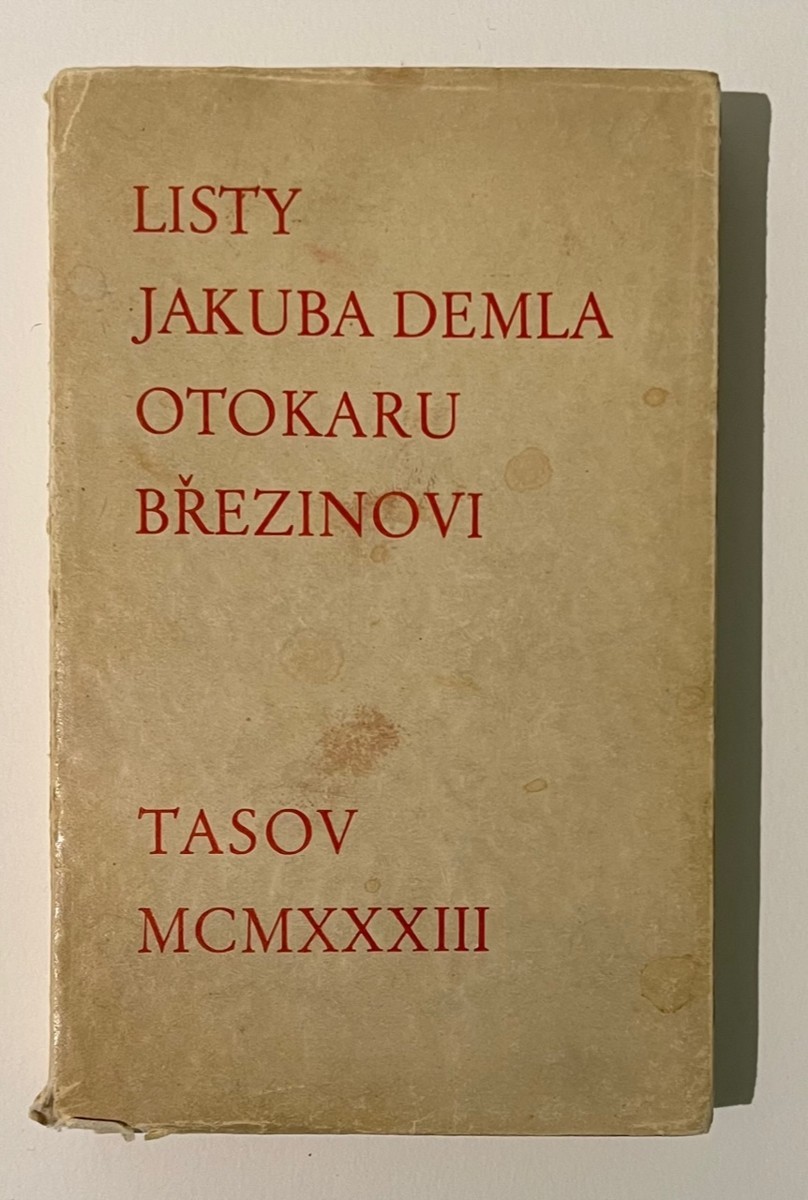 LISTY
JAKUBA DEMLA
OTOKARU
BŘEZINOVI
TASOV
MCMXXXIII